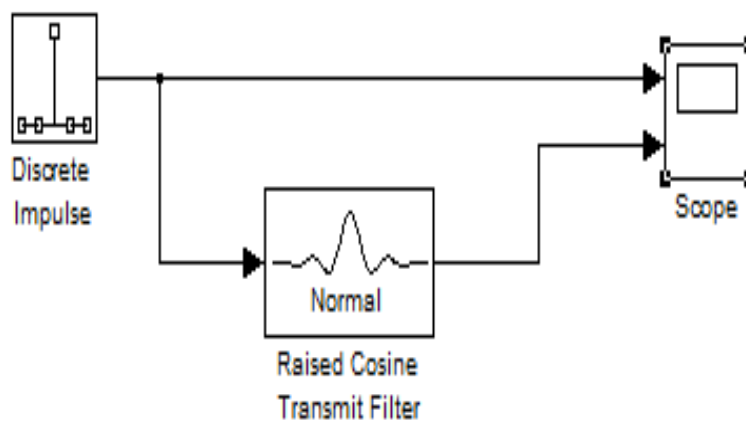 Discrete
Impulse
Scope
Normal
Raised Cosine
Transmit Filter